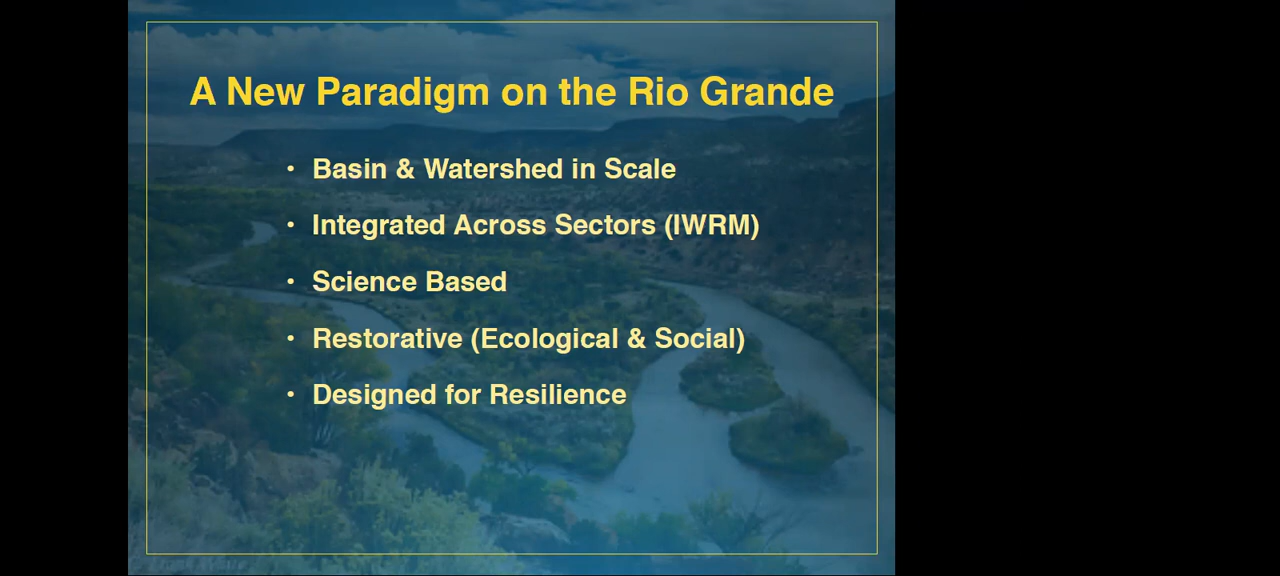 A New Paradigm on the Rio Grande
• Basin & Watershed in Scale
• Integrated Across Sectors (IWRM)
• Science Based
• Restorative (Ecological & Social)
• Designed for Resilience